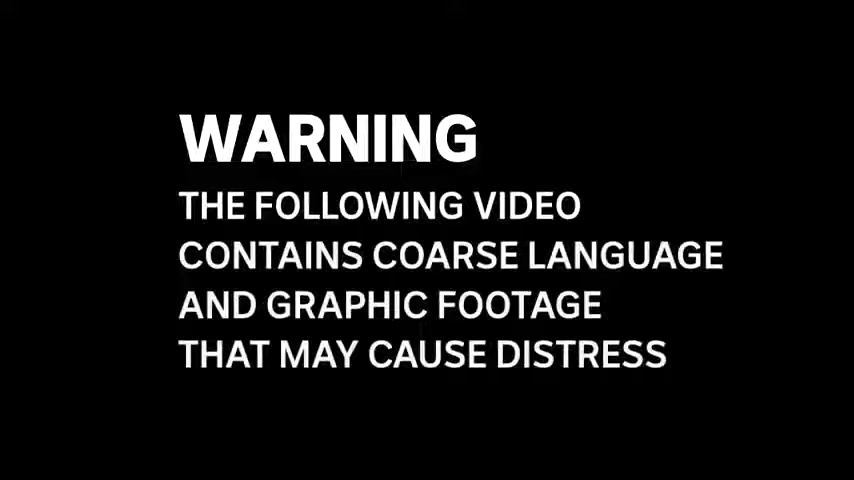 WARNING
THE FOLLOWING VIDEO
CONTAINS COARSE LANGUAGE
AND GRAPHIC FOOTAGE
THAT MAY CAUSE DISTRESS